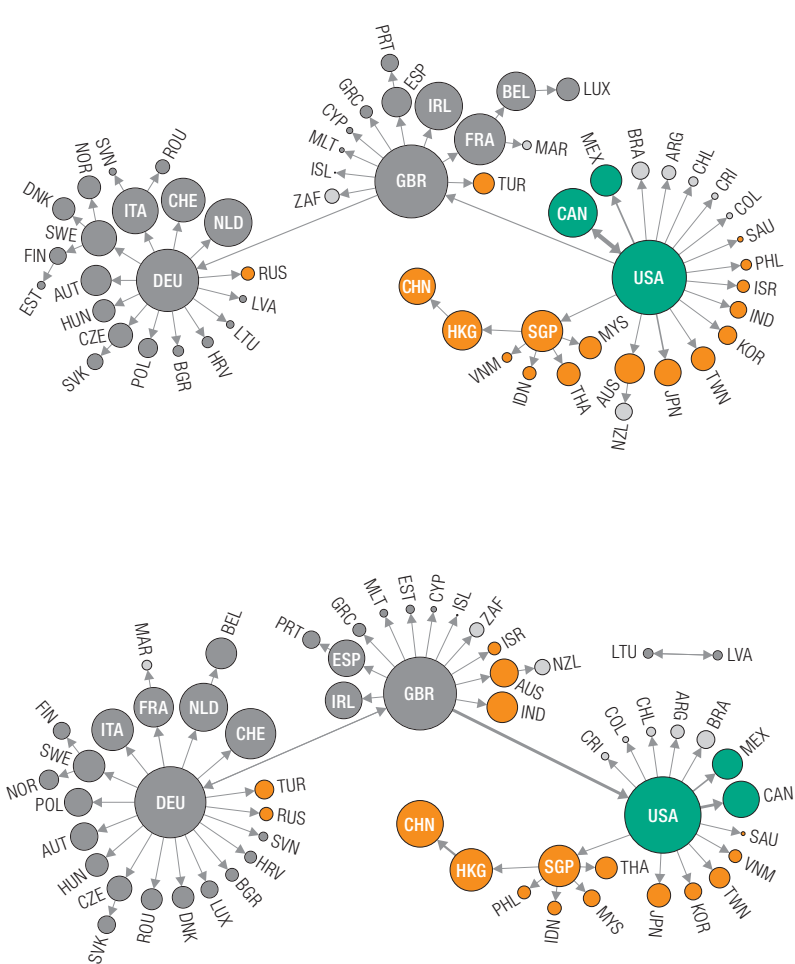 PRT
ESP
GRC
IRL
BEL
LUX
CYP
FRA
MAR
MLT
ISL
GBR
TUR
ZAF
SVN
ROU
NOR
CHE
ITA
DNK
NLD
SWE
FIN
DEU
RUS
EST
AUT
LVA
HUN
CZE
LTU
SVK
POL
BGR
HRV
MEX
BRA
ARG
CHL
CRI
CAN
COL
SAU
PHL
USA
ISR
IND
CHN
HKG
SGP
MYS
KOR
VNM
IDN
THA
AUS
JPN
TWN
NZL
MLT
EST
CYP
ISL
GRC
ZAF
PRT
ISR
ESP
NZL
GBR
AUS
IRL
IND
LTU
LVA
BEL
MAR
FRA
NLD
FIN
ITA
CHE
SWE
NOR
TUR
POL
DEU
RUS
AUT
SVN
HUN
HRV
CZE
BGR
SVK
ROU
DNK
LUX
CRI
COL
CHL
ARG
BRA
MEX
CAN
USA
SAU
CHN
VNM
HKG
SGP
THA
TWN
PHL
IDN
MYS
JPN
KOR